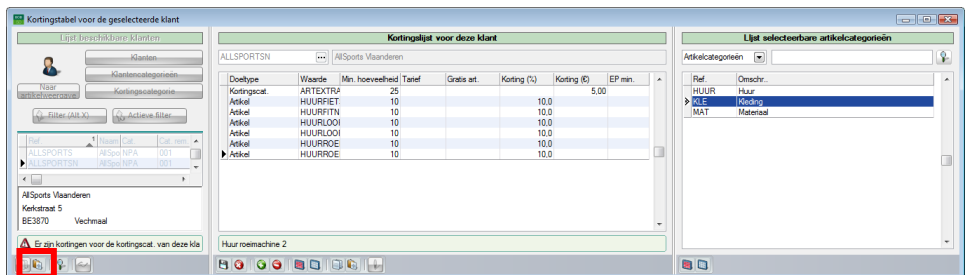 Kortingstabel voor de geselecteerde klant
Lijst beschikbare klanten
Klanten
Klantencategorieën
Naar artikelweergave
Kortingscategorie
Filter (Alt X)
Actieve filter
Ref 1 Naam Cat. Cat. nm.
ALLSPORTS AllSpo NPA 001
ALLSPORTSN AllSpo NPA 001
AllSports Vlaanderen
Kerkstraat 5
BE3870 Vechmaal
Er zijn kortingen voor de kortingscat. van deze kla
Kortingslijst voor deze klant
ALLSPORTSN ... AllSports Vlaanderen
Doeltype Waarde Min. hoeveelheid Tarief Gratis art. Korting (%) Korting (€) EP min.
Kortingscat. ARTEXTRA 25 5,00
Artikel HUURFIET 10 10,0
Artikel HUURFITN 10 10,0
Artikel HUURLOOI 10 10,0
Artikel HUURLOOI 10 10,0
Artikel HUURROE 10 10,0
Artikel HUURROE 10 10,0
Huur roeimachine 2
LIjst selecteerbare artikelcategorieën
Artikelcategorieën
Ref. Omschr..
HUUR Huur
KLE Kleding
MAT Materiaal